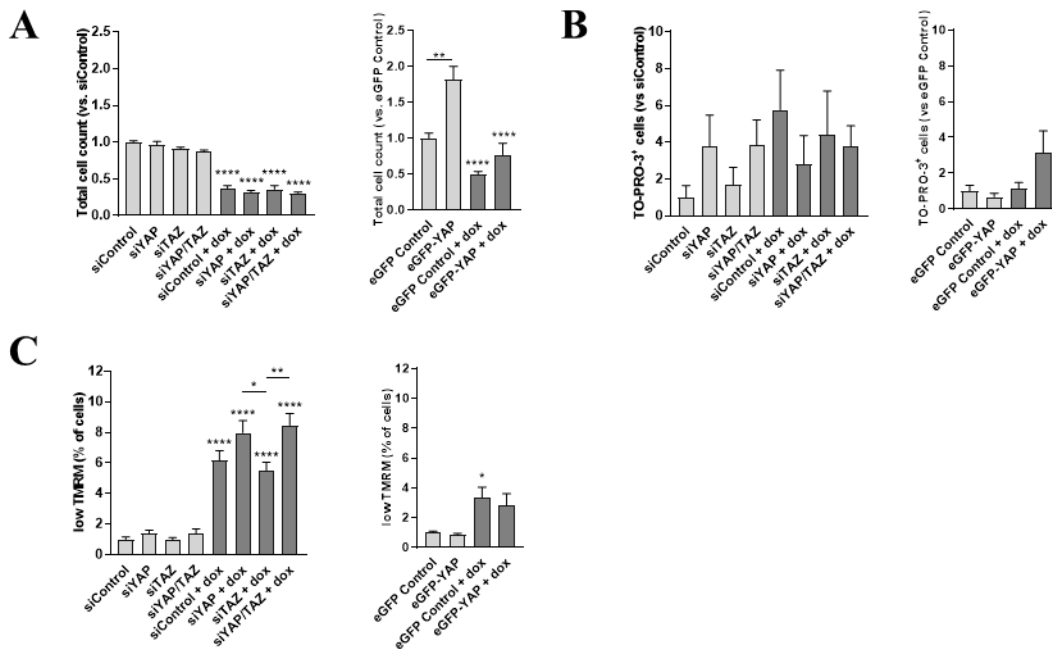 A
Total cell count (vs. siControl)
2.5
2.0
1.5
1.0
0.5
0.0
****
****
****
****
siControl
siYAP
siTAZ
siYAP/TAZ
siControl + dox
siYAP + dox
siTAZ + dox
siYAP/TAZ + dox
Total cell count (vs. eGFP Control)
2.5
2.0
1.5
1.0
0.5
0.0
**
****
****
eGFP Control
eGFP-YAP
eGFP Control + dox
eGFP-YAP + dox
B
TO-PRO-3+ cells (vs siControl)
10
8
6
4
2
0
siControl
siYAP
siTAZ
siYAP/TAZ
siControl + dox
siYAP + dox
siTAZ + dox
siYAP/TAZ + dox
TO-PRO-3+ cells (vs eGFP Control)
10
8
6
4
2
0
eGFP Control
eGFP-YAP
eGFP Control + dox
eGFP-YAP + dox
C
low TMRM (% of cells)
12
10
8
6
4
2
0
****
****
****
****
*
**
siControl
siYAP
siTAZ
siYAP/TAZ
siControl + dox
siYAP + dox
siTAZ + dox
siYAP/TAZ + dox
low TMRM (% of cells)
12
10
8
6
4
2
0
*
eGFP Control
eGFP-YAP
eGFP Control + dox
eGFP-YAP + dox